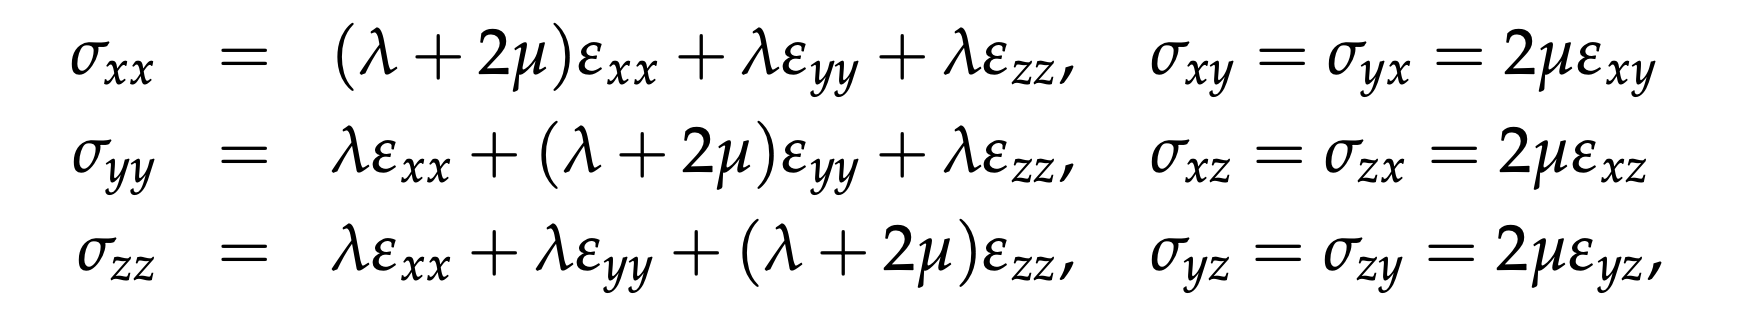 σ_xx = (λ + 2μ)ε_xx + λε_yy + λε_zz, σ_xy = σ_yx = 2με_xy
σ_yy = λε_xx + (λ + 2μ)ε_yy + λε_zz, σ_xz = σ_zx = 2με_xz
σ_zz = λε_xx + λε_yy + (λ + 2μ)ε_zz, σ_yz = σ_zy = 2με_yz,